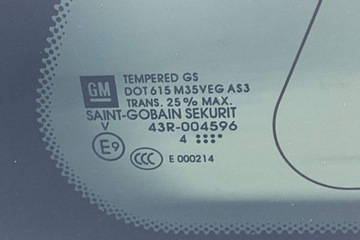 GM
TEMPERED GS
DOT 615 M35VEG AS3
TRANS. 25% MAX.
SAINT-GOBAIN SEKURIT
V 43R-004596
E9 4
CCC E 000214